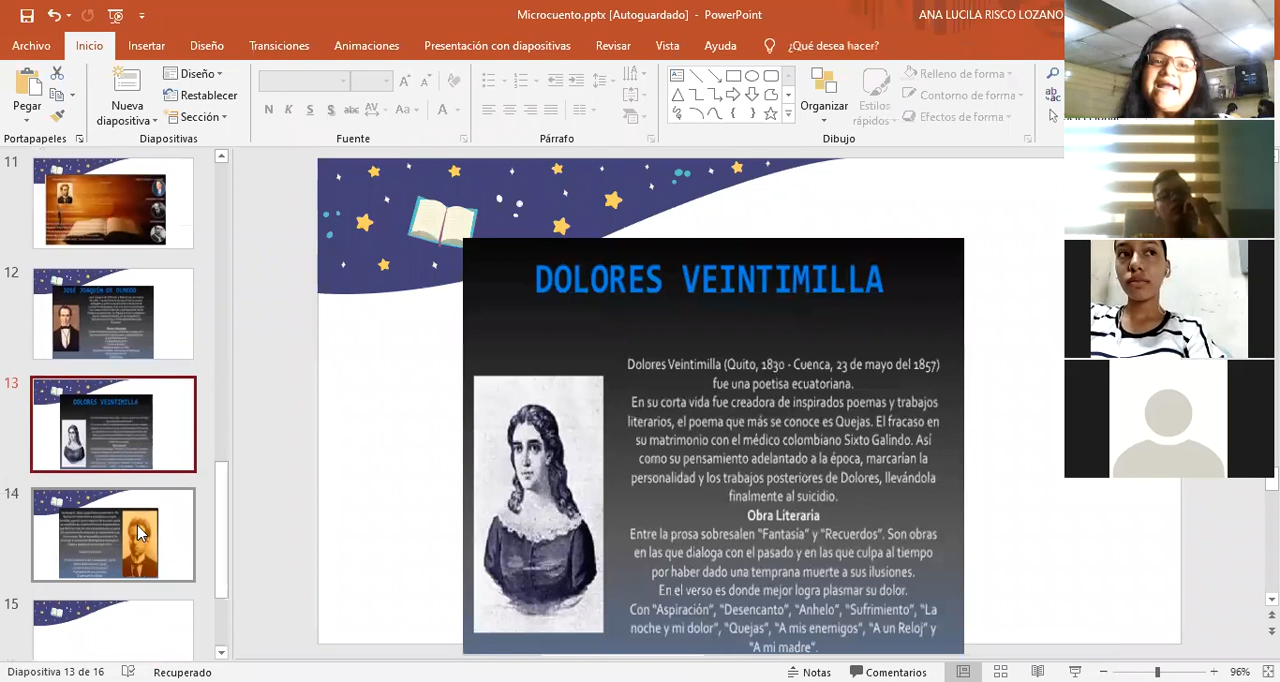 Microcuento.pptx [Autoguardado] - PowerPoint
ANA LUCILA RISCO LOZANO
Archivo
Inicio
Insertar
Diseño
Transiciones
Animaciones
Presentación con diapositivas
Revisar
Vista
Ayuda
¿Qué desea hacer?
Pegar
Portapapeles
Nueva
diapositiva
Diseño
Restablecer
Sección
Diapositivas
N K S S abc AV Aa A
Fuente
Párrafo
Organizar
Estilos
rápidos
Relleno de forma
Contorno de forma
Efectos de forma
Dibujo
11
12
JOSÉ JOAQUÍN DE OLMEDO
13
DOLORES VEINTIMILLA
14
15
DOLORES VEINTIMILLA
Dolores Veintimilla (Quito, 1830 - Cuenca, 23 de mayo del 1857)
fue una poetisa ecuatoriana.
En su corta vida fue creadora de inspirados poemas y trabajos
literarios, el poema que más se conoce es Quejas. El fracaso en
su matrimonio con el médico colombiano Sixto Galindo. Así
como su pensamiento adelantado a la época, marcarían la
personalidad y los trabajos posteriores de Dolores, llevándola
finalmente al suicidio.
Obra Literaria
Entre la prosa sobresalen "Fantasía" y "Recuerdos". Son obras
en las que dialoga con el pasado y en las que culpa al tiempo
por haber dado una temprana muerte a sus ilusiones.
En el verso es donde mejor logra plasmar su dolor.
Con "Aspiración", "Desencanto", "Anhelo", "Sufrimiento", "La
noche y mi dolor", "Quejas", "A mis enemigos", "A un Reloj" y
"A mi madre".
Diapositiva 13 de 16
Recuperado
Notas
Comentarios
96%